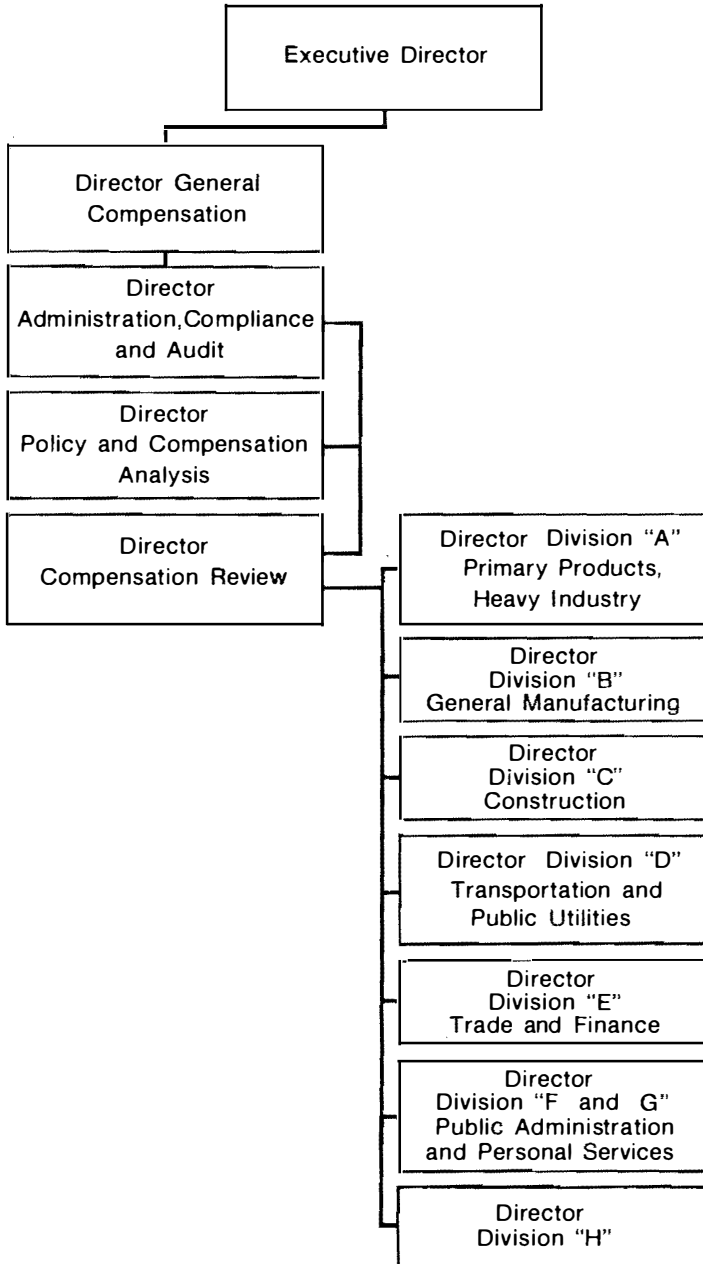 Executive Director
Director General
Compensation
Director
Administration,Compliance
and Audit
Director
Policy and Compensation
Analysis
Director
Compensation Review
Director Division “A”
Primary Products,
Heavy Industry
Director
Division “B”
General Manufacturing
Director
Division “C”
Construction
Director Division “D”
Transportation and
Public Utilities
Director
Division “E”
Trade and Finance
Director
Division “F and G”
Public Administration
and Personal Services
Director
Division “H”